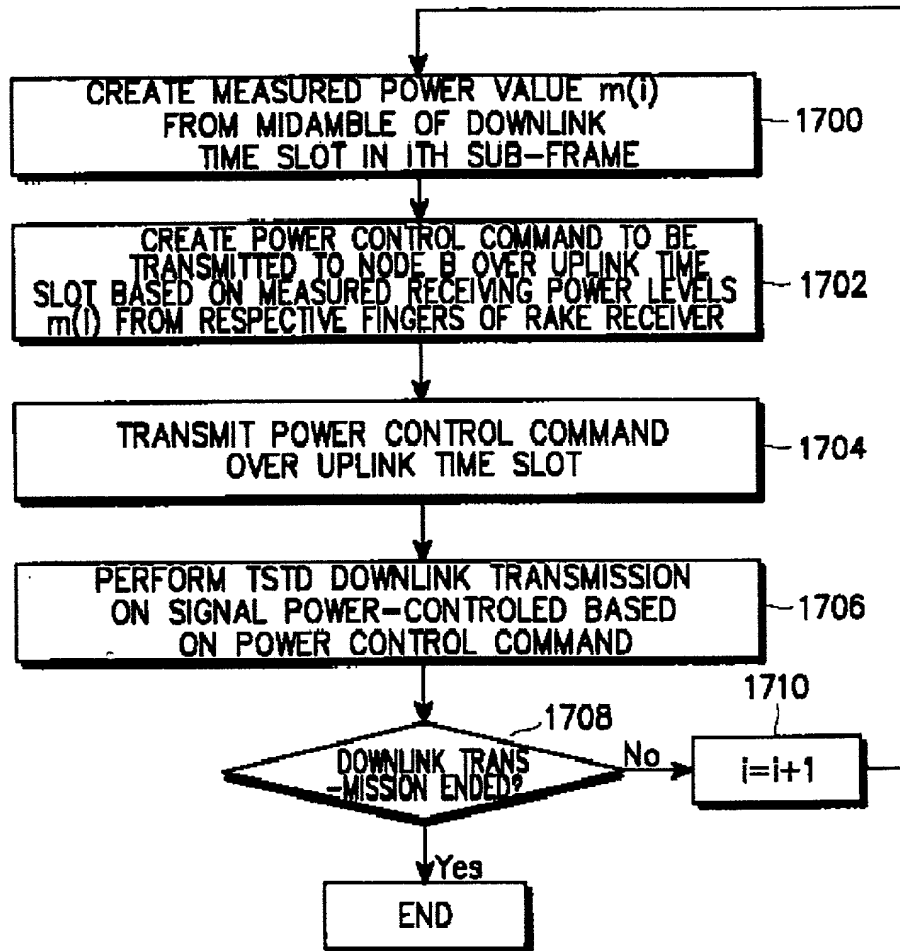 CREATE MEASURED POWER VALUE m(i)
FROM MIDAMBLE OF DOWNLINK
TIME SLOT IN ITH SUB-FRAME
1700
CREATE POWER CONTROL COMMAND TO BE
TRANSMITTED TO NODE B OVER UPLINK TIME
SLOT BASED ON MEASURED RECEIVING POWER LEVELS
m(i) FROM RESPECTIVE FINGERS OF RAKE RECEIVER
1702
TRANSMIT POWER CONTROL COMMAND
OVER UPLINK TIME SLOT
1704
PERFORM TSTD DOWNLINK TRANSMISSION
ON SIGNAL POWER-CONTROLED BASED
ON POWER CONTROL COMMAND
1706
1708
DOWNLINK TRANS
-MISSION ENDED?
No
1710
i=i+1
Yes
END